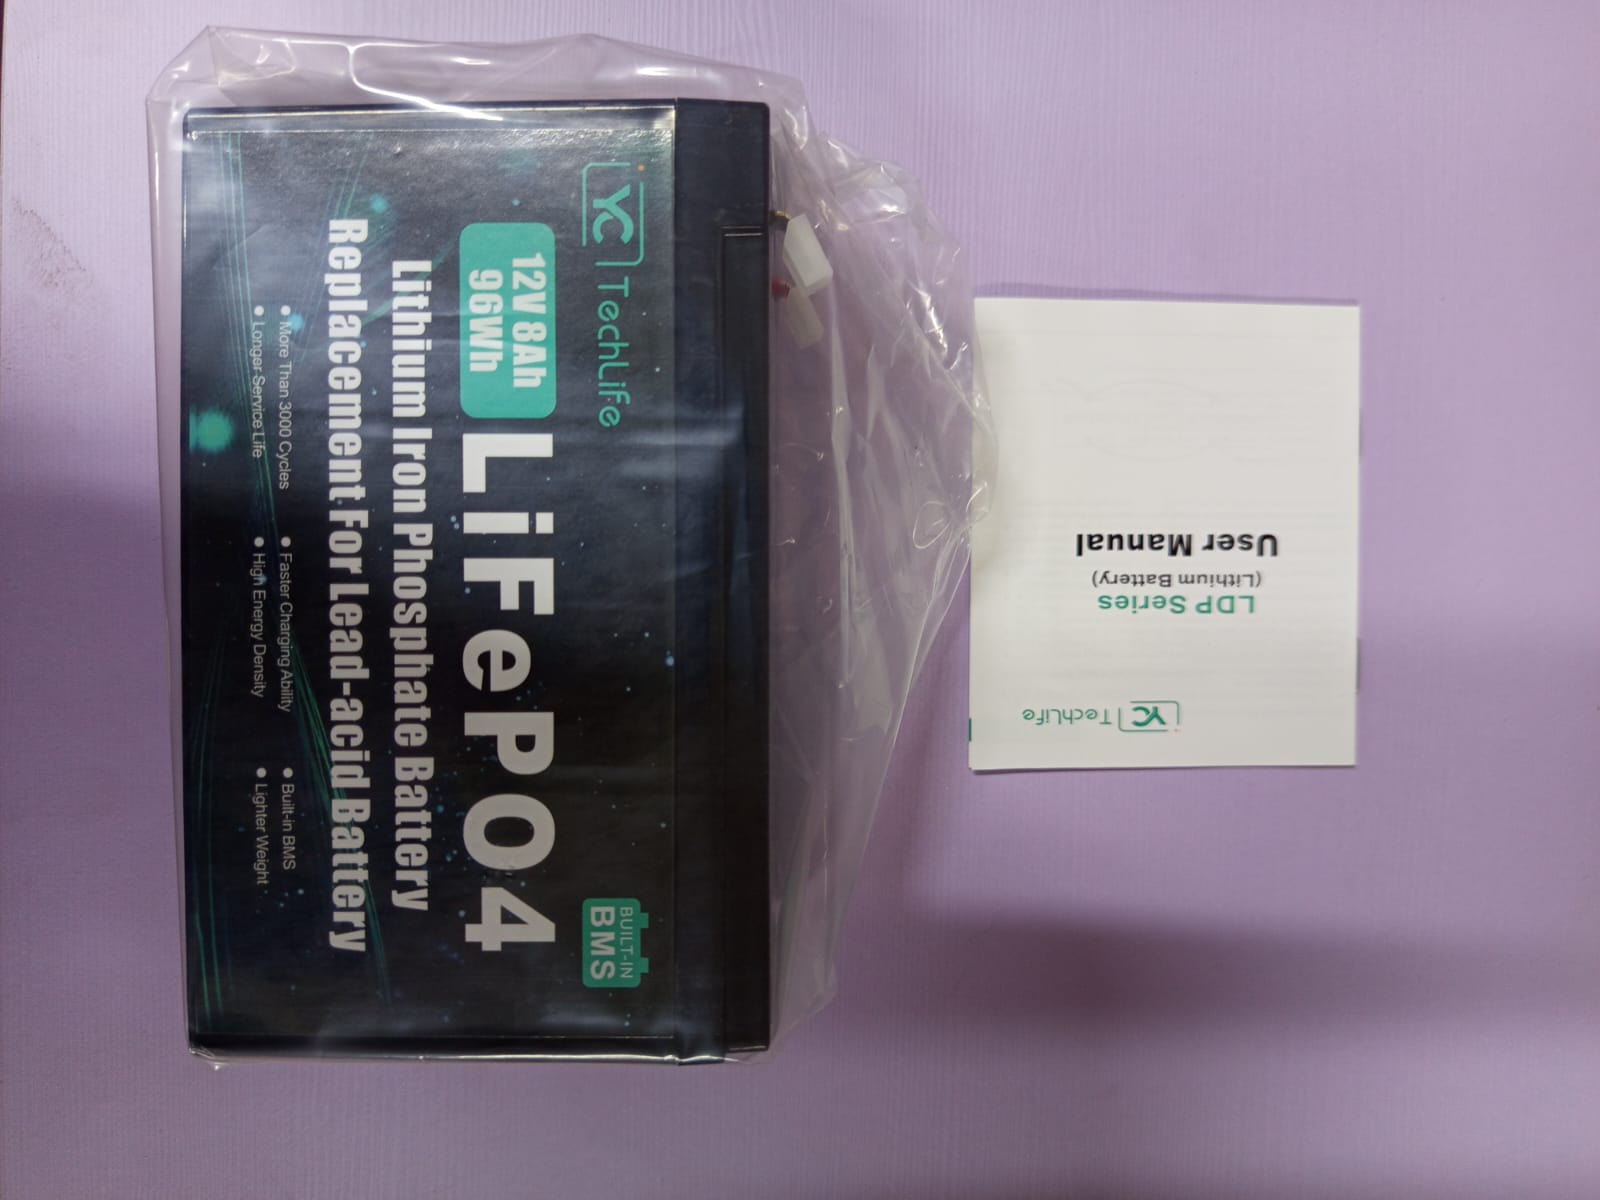 YC TechLife
BUILT-IN
BMS
12V 8Ah
96Wh
LiFePO4
Lithium Iron Phosphate Battery
Replacement For Lead-acid Battery
● More Than 3000 Cycles ● Faster Charging Ability ● Built-in BMS
● Longer Service Life ● High Energy Density ● Lighter Weight
YC TechLife
LDP Series
(Lithium Battery)
User Manual